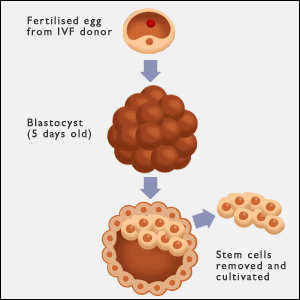 Fertilised egg
from IVF donor
Blastocyst
(5 days old)
Stem cells
removed and
cultivated